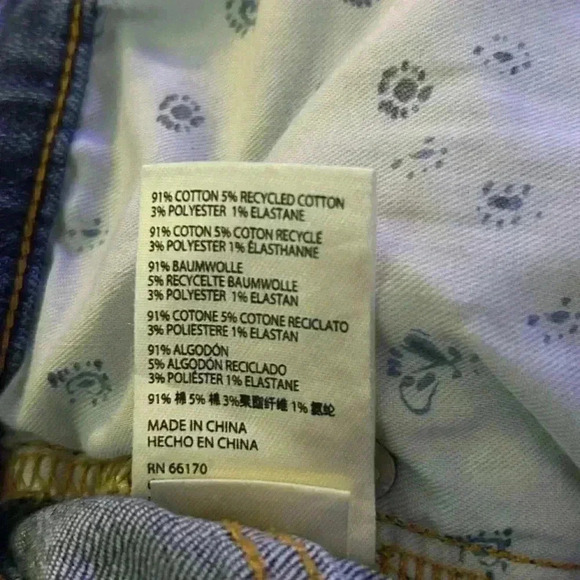 91% COTTON 5% RECYCLED COTTON
3% POLYESTER 1% ELASTANE
91% COTON 5% COTON RECYCLÉ
3% POLYESTER 1% ÉLASTHANNE
91% BAUMWOLLE
5% RECYCELTE BAUMWOLLE
3% POLYESTER 1% ELASTAN
91% COTONE 5% COTONE RICICLATO
3% POLIESTERE 1% ELASTAN
91% ALGODÓN
5% ALGODÓN RECICLADO
3% POLIÉSTER 1% ELASTANE
91% 棉 5% 棉 3%聚酯纤维 1% 氨纶
MADE IN CHINA
HECHO EN CHINA
RN 66170